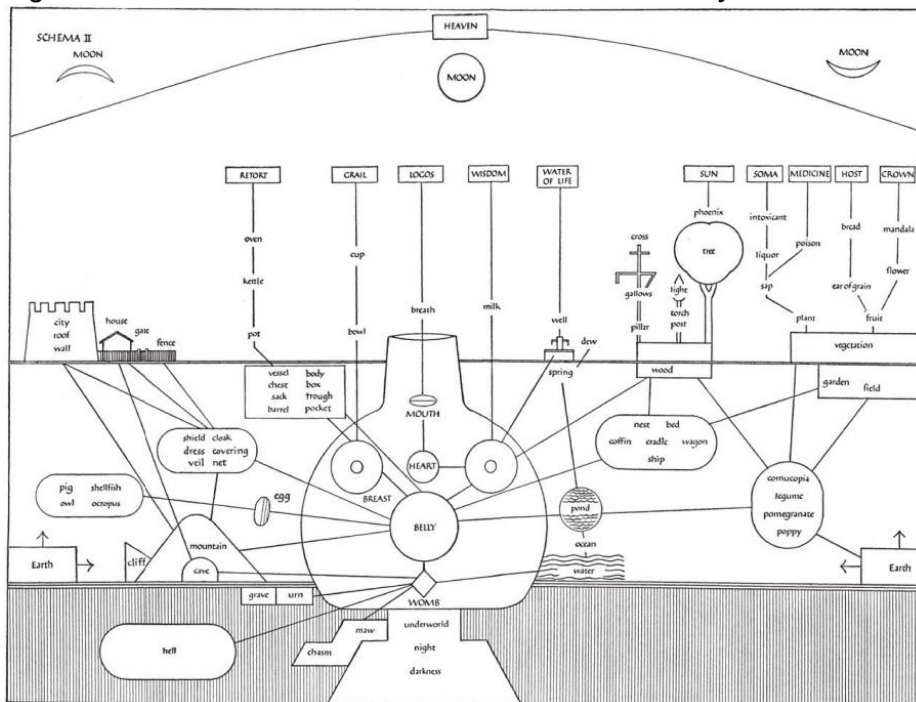 SCHEMA II
HEAVEN
MOON
MOON
MOON
RETORT
GRAIL
LOGOS
WISDOM
WATER
OF LIFE
SUN
SOMA
MEDICINE
HOST
CROWN
oven
kettle
pot
cup
bowl
breath
milk
well
dew
spring
cross
gallows
pillar
light
torch
post
phoenix
tree
wood
intoxicant
liquor
sap
poison
plant
bread
ear of grain
mandala
flower
fruit
vegetation
garden
field
city
roof
wall
house
gate
fence
vessel body
chest box
sack trough
barrel pocket
MOUTH
HEART
BREAST
BELLY
WOMB
shield cloak
dress covering
veil net
pig shellfish
owl octopus
egg
nest bed
coffin cradle wagon
ship
cornucopia
legume
pomegranate
poppy
pond
ocean
water
mountain
cliff
cave
Earth
Earth
grave urn
maw
chasm
hell
underworld
night
darkness